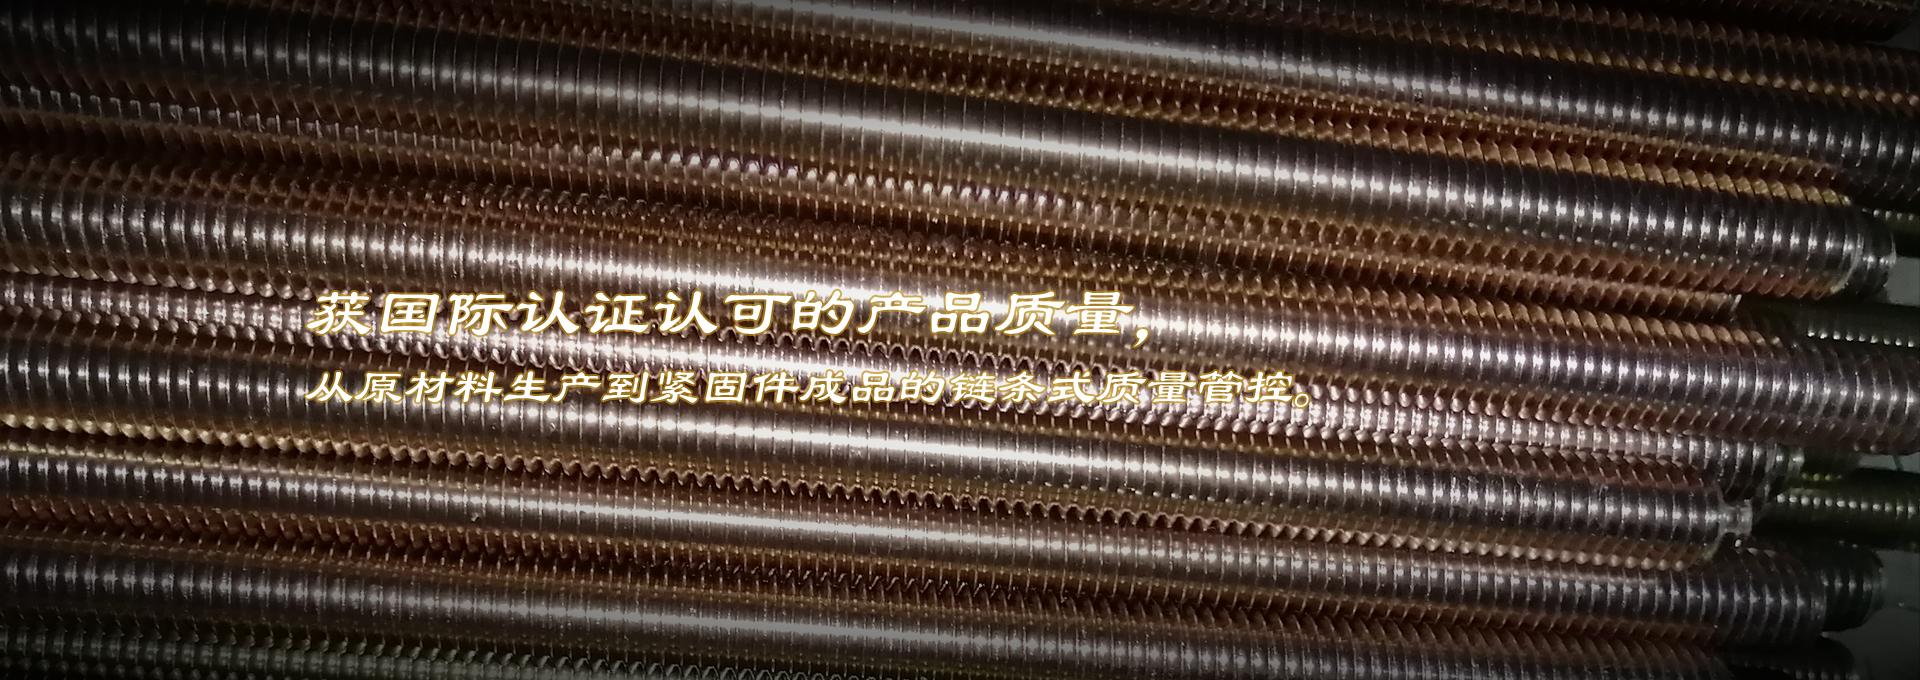 获国际认证认可的产品质量，
从原材料生产到紧固件成品的链条式质量管控。